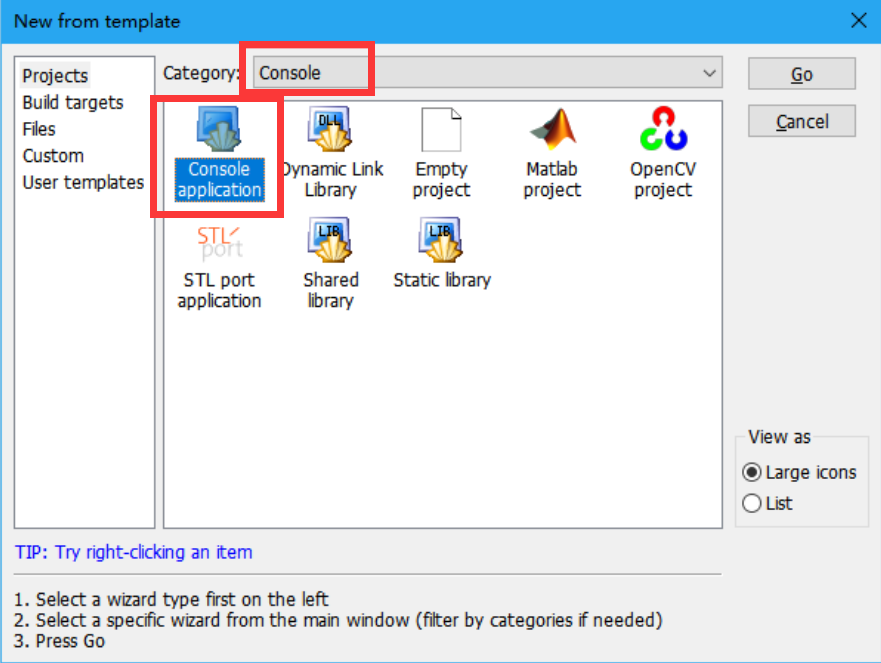 New from template
Projects
Build targets
Files
Custom
User templates
Category:
Console
Go
Cancel
Console
application
DLL
Dynamic Link
Library
Empty
project
Matlab
project
OpenCV
project
STL
port
STL port
application
LIB
Shared
library
LIB
Static library
View as
Large icons
List
TIP: Try right-clicking an item
1. Select a wizard type first on the left
2. Select a specific wizard from the main window (filter by categories if needed)
3. Press Go